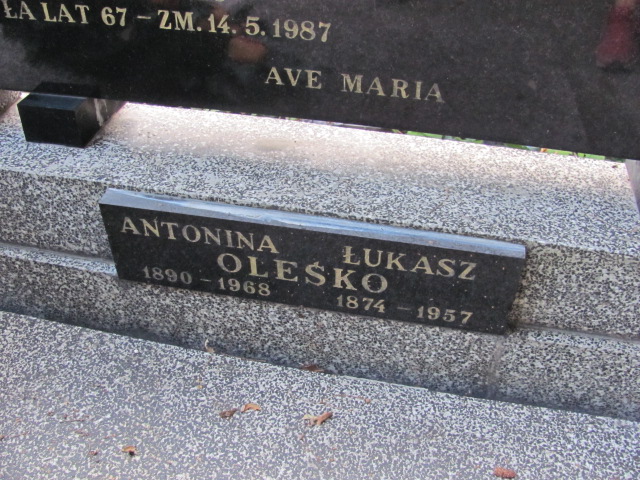 ŁA LAT 67 – ZM. 14. 5. 1987
AVE MARIA
ANTONINA ŁUKASZ
OLEŚKO
1890 – 1968 1874 – 1957